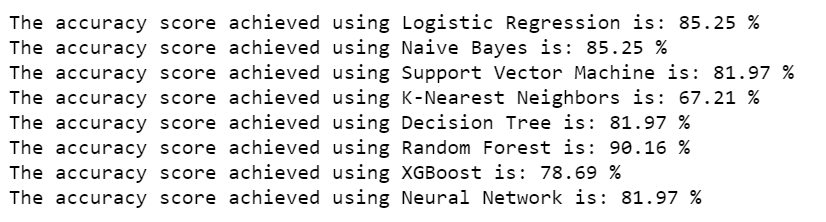 The accuracy score achieved using Logistic Regression is: 85.25 %
The accuracy score achieved using Naive Bayes is: 85.25 %
The accuracy score achieved using Support Vector Machine is: 81.97 %
The accuracy score achieved using K-Nearest Neighbors is: 67.21 %
The accuracy score achieved using Decision Tree is: 81.97 %
The accuracy score achieved using Random Forest is: 90.16 %
The accuracy score achieved using XGBoost is: 78.69 %
The accuracy score achieved using Neural Network is: 81.97 %